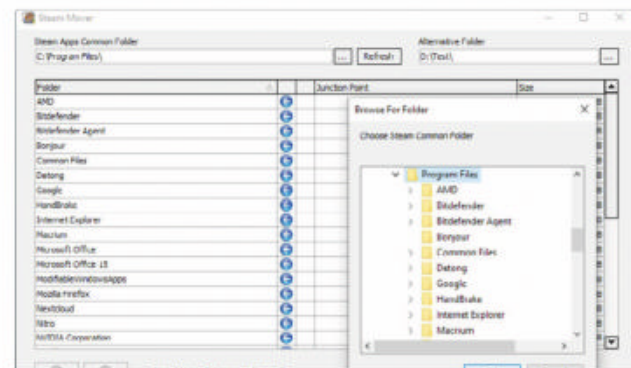 Steam Mover
Steam Apps Common Folder
Alternative Folder
C:\Program Files\
...
Refresh
D:\Test\
...
Folder
Junction Point
Size
AMD
Bitdefender
Bitdefender Agent
Bonjour
Common Files
Detong
Google
HandBrake
Internet Explorer
Macrium
Microsoft Office
Microsoft Office 15
ModifiableWindowsApps
Mozilla Firefox
Nextcloud
Nitro
NVIDIA Corporation
Browse For Folder
Choose Steam Common Folder
Program Files
AMD
Bitdefender
Bitdefender Agent
Bonjour
Common Files
Detong
Google
HandBrake
Internet Explorer
Macrium